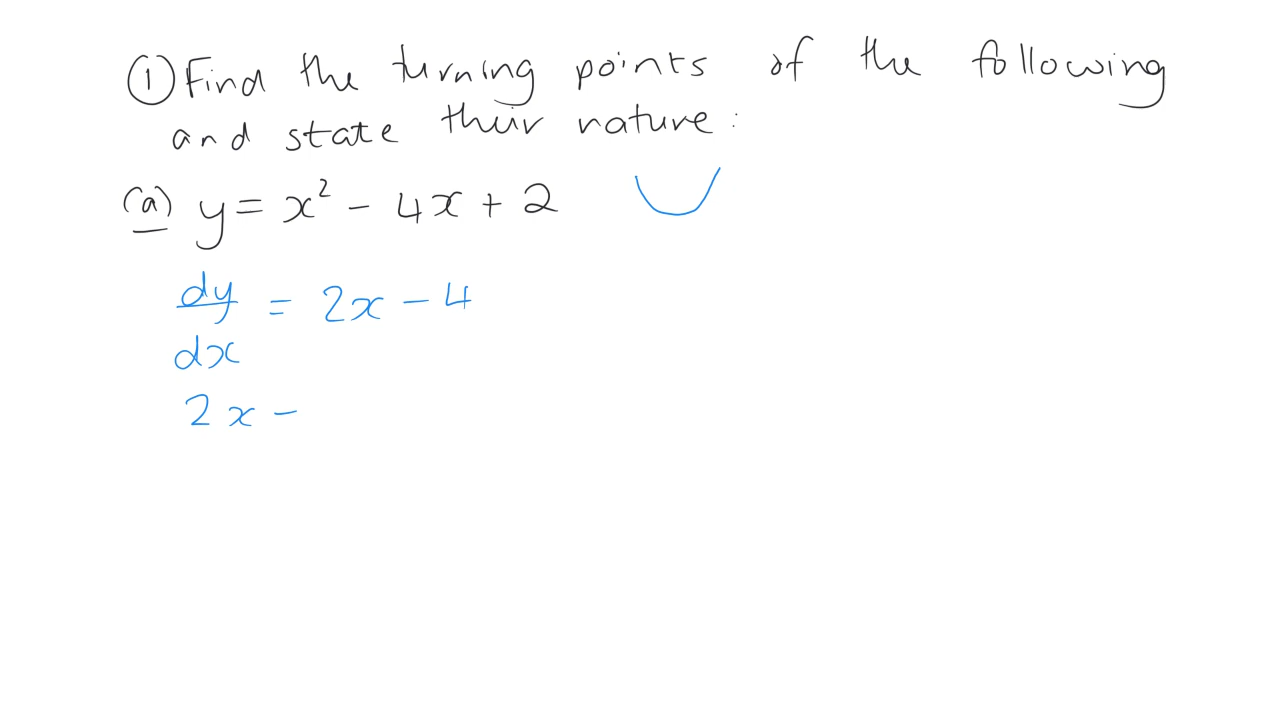 ① Find the turning points of the following
and state their nature:
(a) y = x² - 4x + 2
dy/dx = 2x - 4
2x -